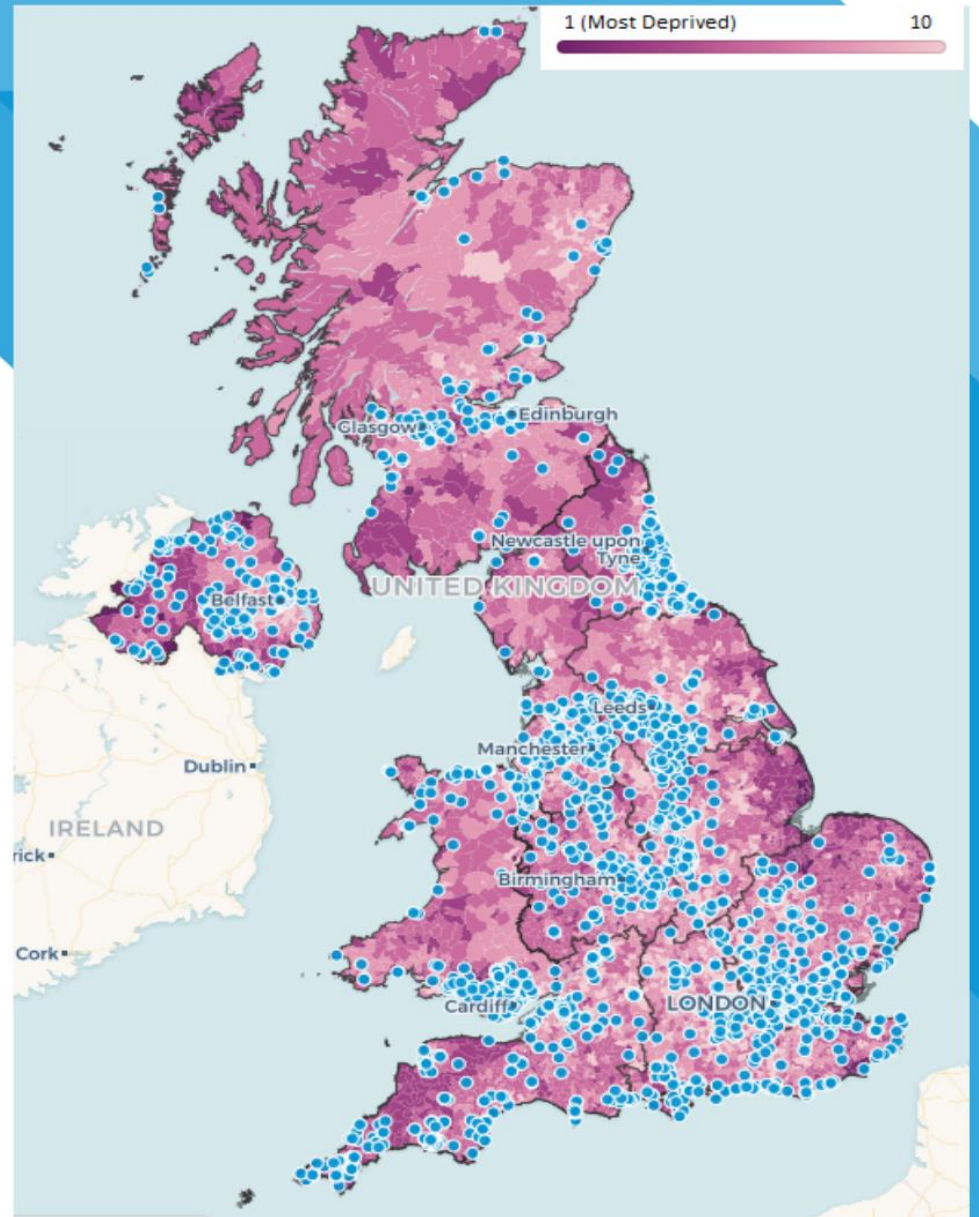 1 (Most Deprived) 10
Glasgow
Edinburgh
Newcastle upon
Tyne
UNITED KINGDOM
Belfast
Leeds
Manchester
Dublin
IRELAND
rick
Birmingham
Cork
Cardiff
LONDON